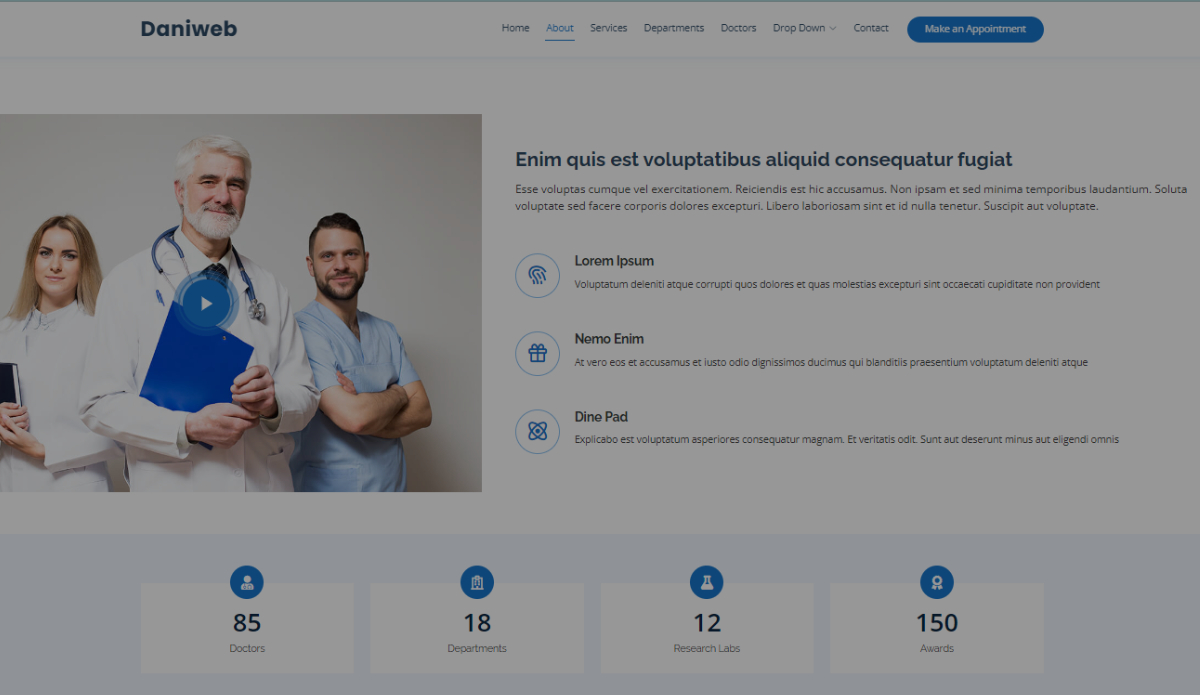 Daniweb
Home About Services Departments Doctors Drop Down Contact Make an Appointment
Enim quis est voluptatibus aliquid consequatur fugiat
Esse voluptas cumque vel exercitationem. Reiciendis est hic accusamus. Non ipsam et sed minima temporibus laudantium. Soluta
voluptate sed facere corporis dolores excepturi. Libero laboriosam sint et id nulla tenetur. Suscipit aut voluptate.
Lorem Ipsum
Voluptatum deleniti atque corrupti quos dolores et quas molestias excepturi sint occaecati cupiditate non provident
Nemo Enim
At vero eos et accusamus et iusto odio dignissimos ducimus qui blanditiis praesentium voluptatum deleniti atque
Dine Pad
Explicabo est voluptatum asperiores consequatur magnam. Et veritatis odit. Sunt aut deserunt minus aut eligendi omnis
85
Doctors
18
Departments
12
Research Labs
150
Awards